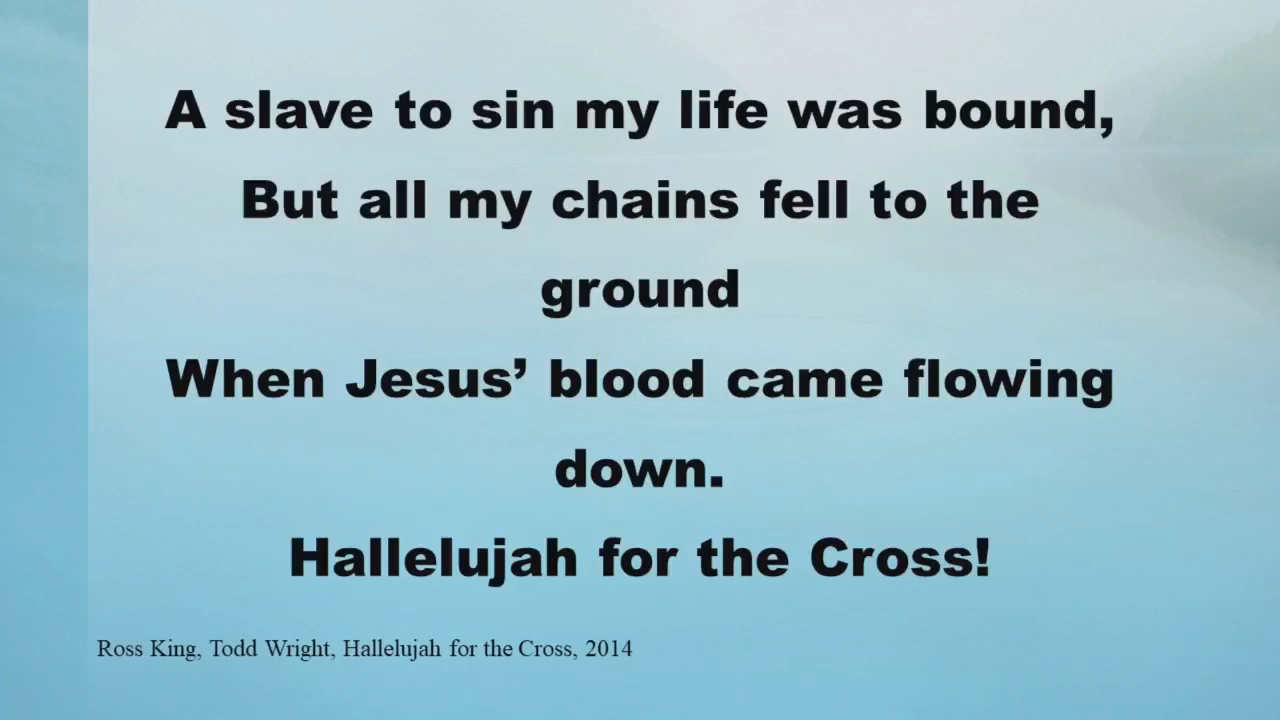 A slave to sin my life was bound,
But all my chains fell to the
ground
When Jesus’ blood came flowing
down.
Hallelujah for the Cross!
Ross King, Todd Wright, Hallelujah for the Cross, 2014